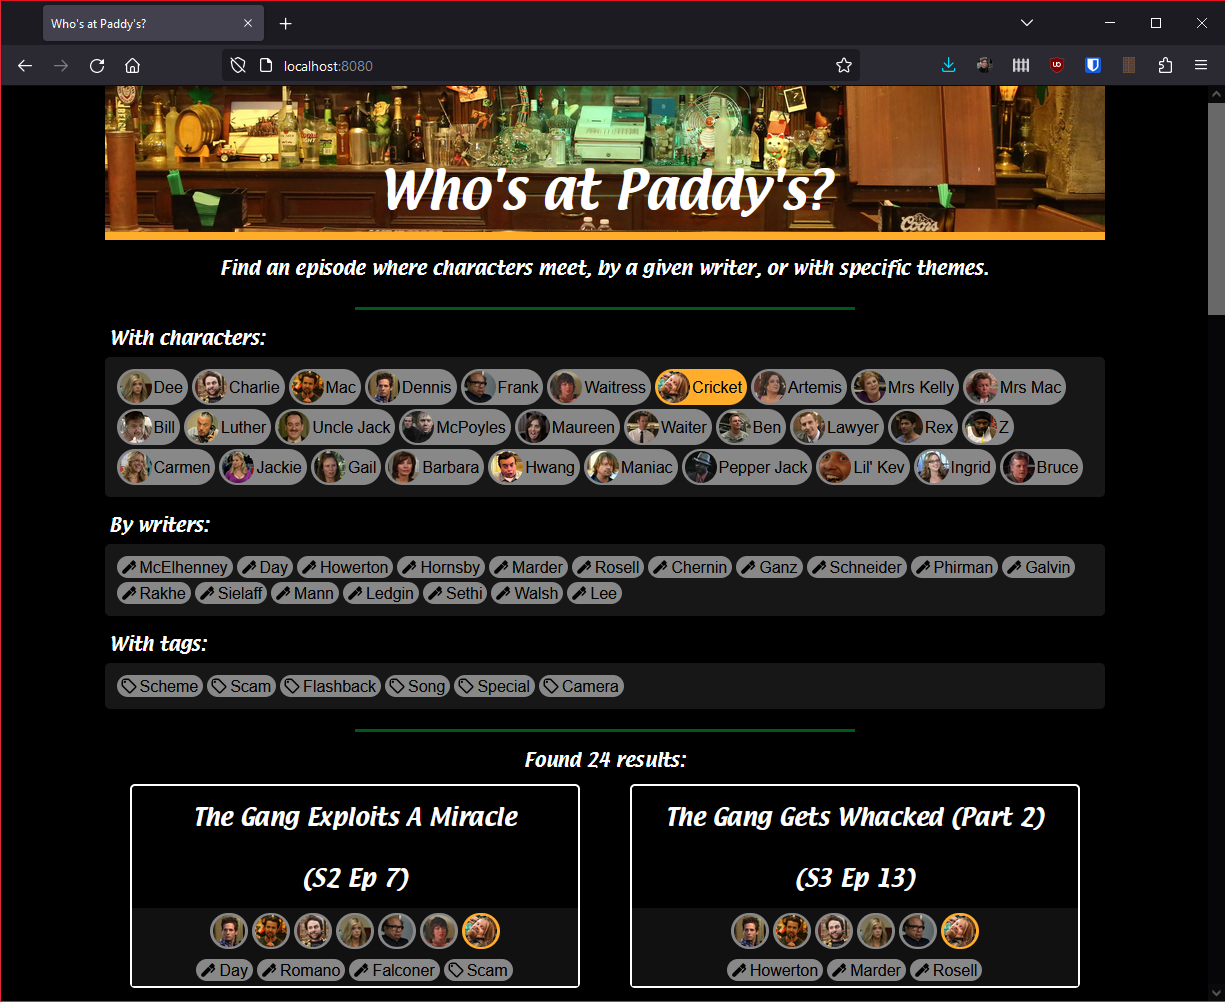 Who's at Paddy's?
localhost:8080
Who's at Paddy's?
Coors
Find an episode where characters meet, by a given writer, or with specific themes.
With characters:
Dee Charlie Mac Dennis Frank Waitress Cricket Artemis Mrs Kelly Mrs Mac
Bill Luther Uncle Jack McPoyles Maureen Waiter Ben Lawyer Rex Z
Carmen Jackie Gail Barbara Hwang Maniac Pepper Jack Lil' Kev Ingrid Bruce
By writers:
McElhenney Day Howerton Hornsby Marder Rosell Chernin Ganz Schneider Phirman Galvin
Rakhe Sielaff Mann Ledgin Sethi Walsh Lee
With tags:
Scheme Scam Flashback Song Special Camera
Found 24 results:
The Gang Exploits A Miracle
(S2 Ep 7)
Day Romano Falconer Scam
The Gang Gets Whacked (Part 2)
(S3 Ep 13)
Howerton Marder Rosell